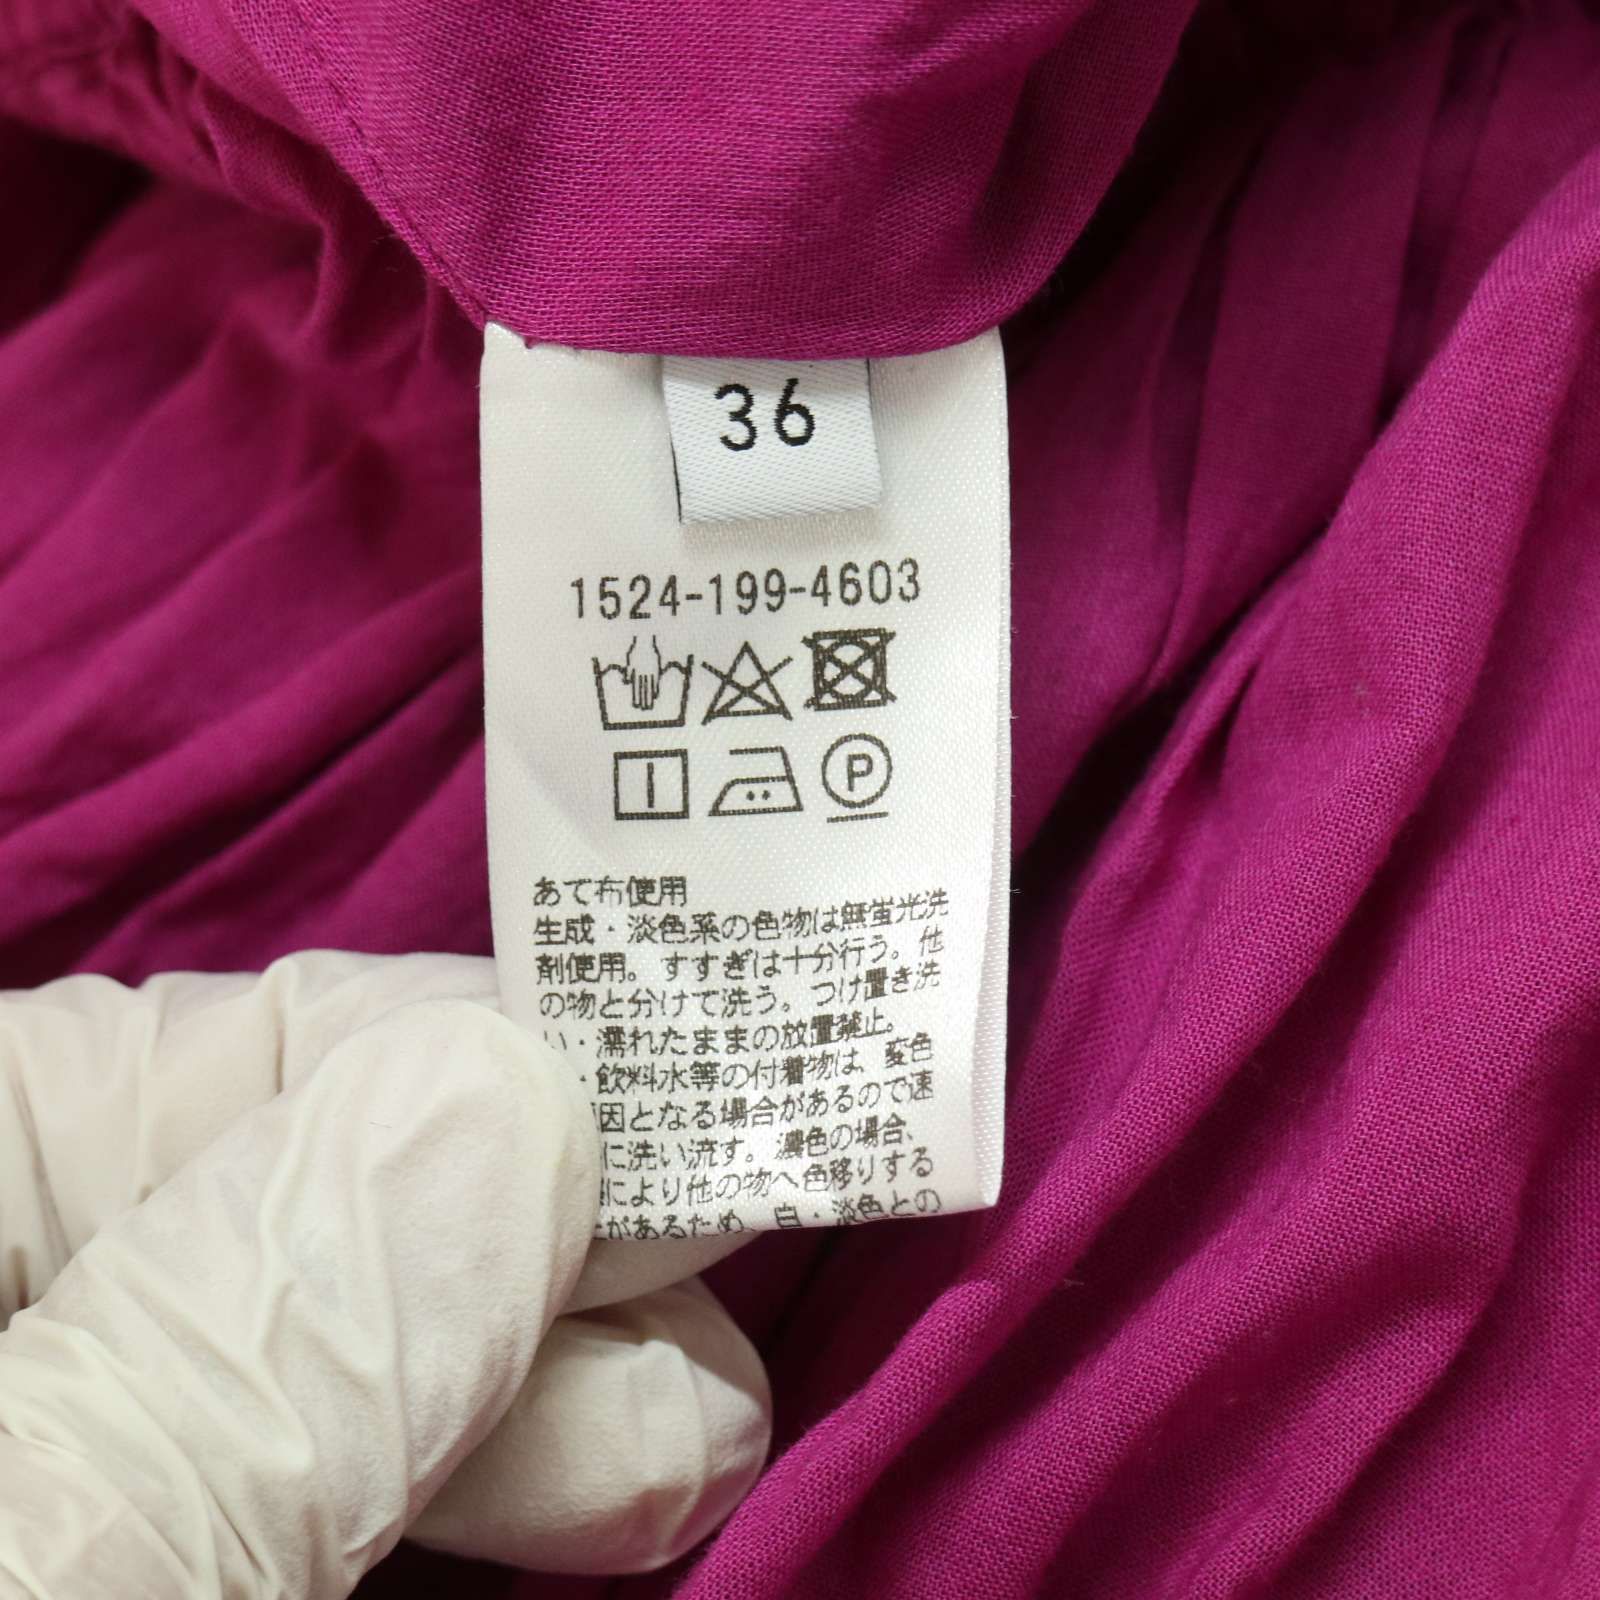 36
1524-199-4603
P
あて布使用
生成・淡色系の色物は無蛍光洗
剤使用。すすぎは十分行う。他
の物と分けて洗う。つけ置き洗
い・濡れたままの放置禁止。
・飲料水等の付着物は、変色
因となる場合があるので速
に洗い流す。濃色の場合、
により他の物へ色移りする
があるため、白・淡色との